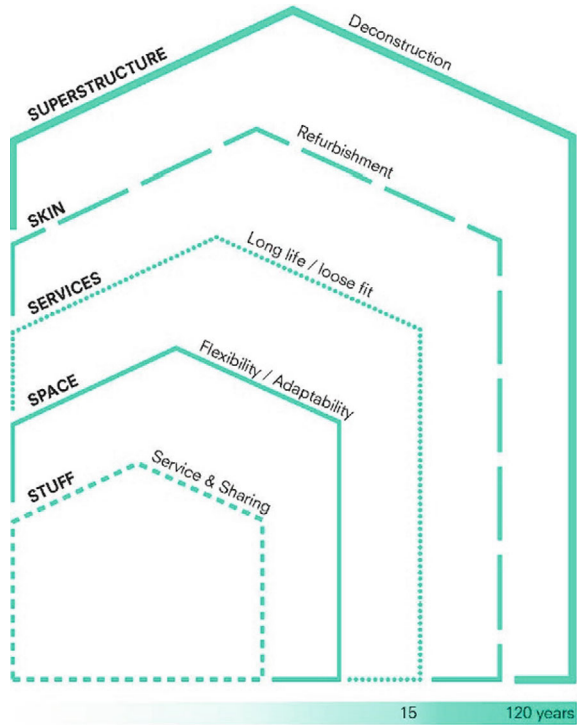 SUPERSTRUCTURE
Deconstruction
SKIN
Refurbishment
SERVICES
Long life / loose fit
SPACE
Flexibility / Adaptability
STUFF
Service & Sharing
15
120 years